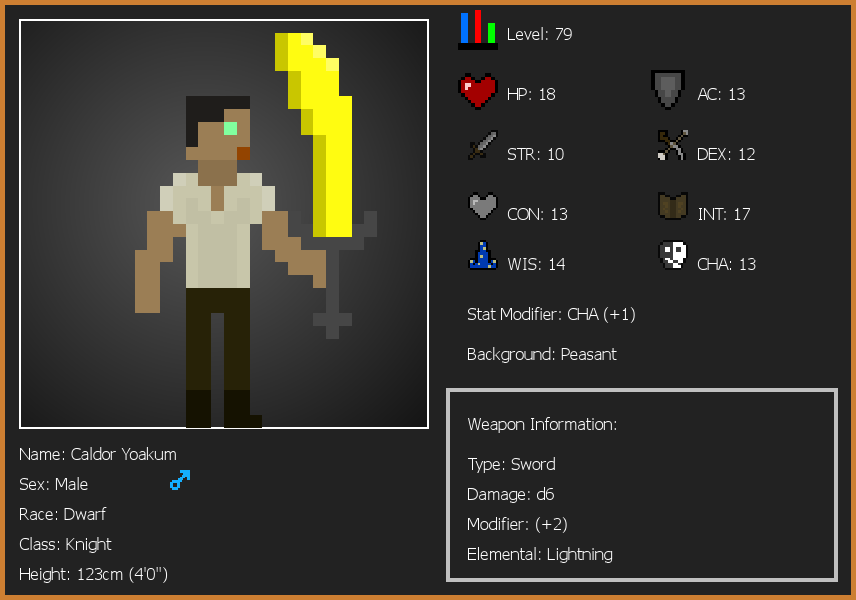 Level: 79
HP: 18
AC: 13
STR: 10
DEX: 12
CON: 13
INT: 17
WIS: 14
CHA: 13
Stat Modifier: CHA (+1)
Background: Peasant
Weapon Information:
Type: Sword
Damage: d6
Modifier: (+2)
Elemental: Lightning
Name: Caldor Yoakum
Sex: Male
Race: Dwarf
Class: Knight
Height: 123cm (4'0")